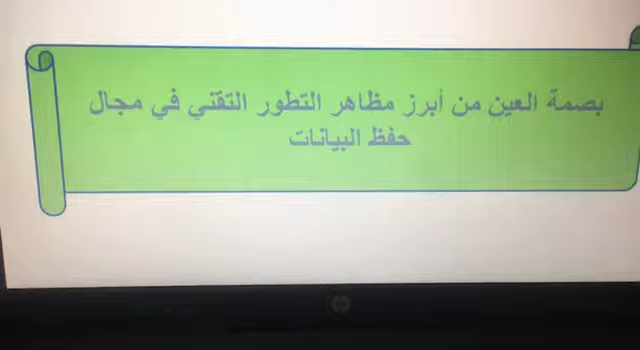 بصمة العين من أبرز مظاهر التطور التقني في مجال
حفظ البيانات